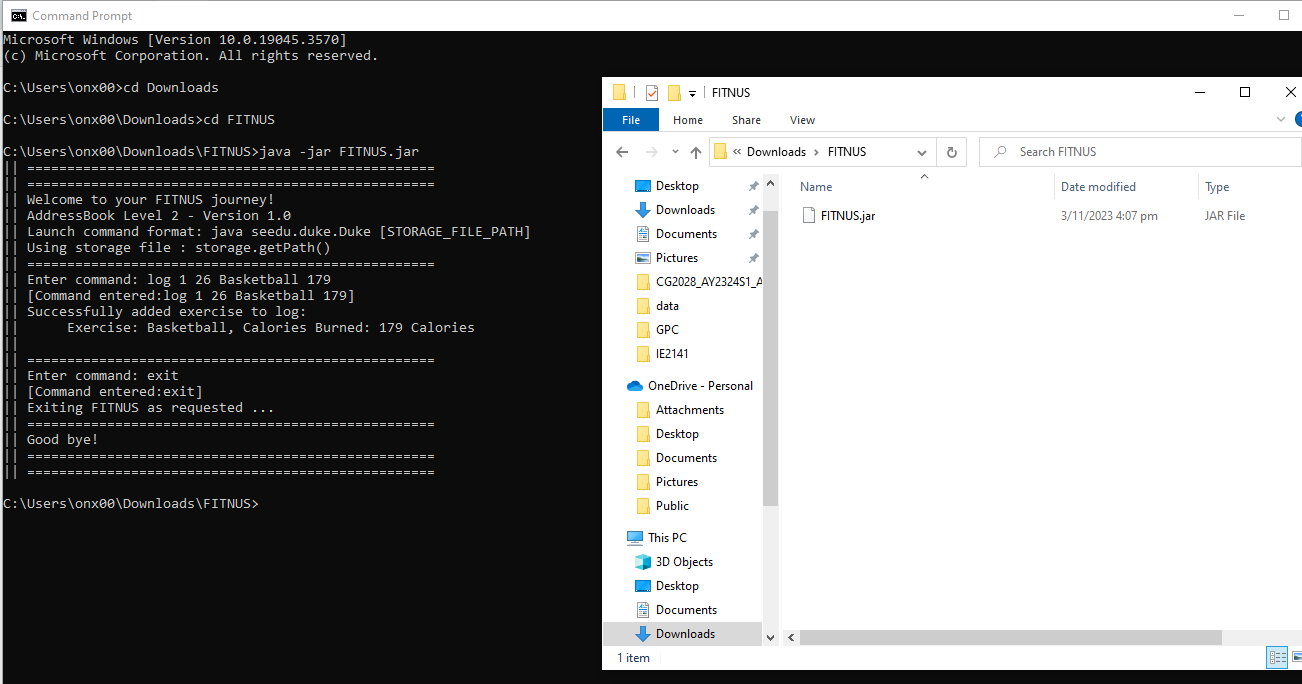 Command Prompt
Microsoft Windows [Version 10.0.19045.3570]
(c) Microsoft Corporation. All rights reserved.
C:\Users\onx00>cd Downloads
C:\Users\onx00\Downloads>cd FITNUS
C:\Users\onx00\Downloads\FITNUS>java -jar FITNUS.jar
|| ===================================================
|| ===================================================
|| Welcome to your FITNUS journey!
|| AddressBook Level 2 - Version 1.0
|| Launch command format: java seedu.duke.Duke [STORAGE_FILE_PATH]
|| Using storage file : storage.getPath()
|| ===================================================
|| Enter command: log 1 26 Basketball 179
|| [Command entered:log 1 26 Basketball 179]
|| Successfully added exercise to log:
||      Exercise: Basketball, Calories Burned: 179 Calories
||
|| ===================================================
|| Enter command: exit
|| [Command entered:exit]
|| Exiting FITNUS as requested ...
|| ===================================================
|| Good bye!
|| ===================================================
|| ===================================================
C:\Users\onx00\Downloads\FITNUS>
FITNUS
File Home Share View
« Downloads › FITNUS
Search FITNUS
Name Date modified Type
FITNUS.jar 3/11/2023 4:07 pm JAR File
Desktop
Downloads
Documents
Pictures
CG2028_AY2324S1_A
data
GPC
IE2141
OneDrive - Personal
Attachments
Desktop
Documents
Pictures
Public
This PC
3D Objects
Desktop
Documents
Downloads
1 item